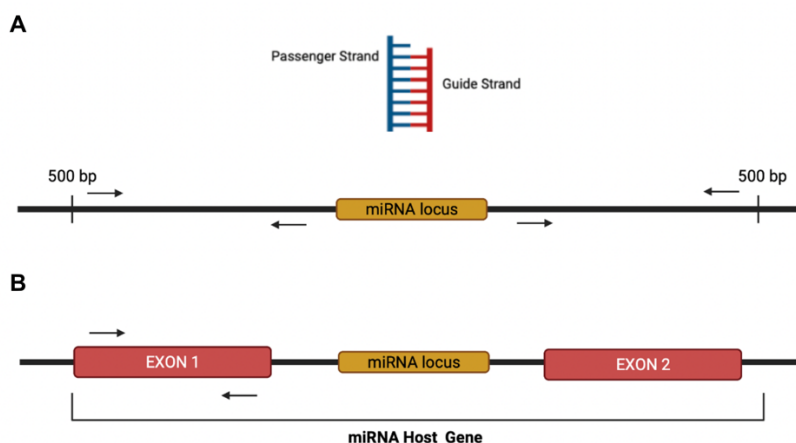 A
Passenger Strand
Guide Strand
500 bp
500 bp
miRNA locus
B
EXON 1
miRNA locus
EXON 2
miRNA Host Gene